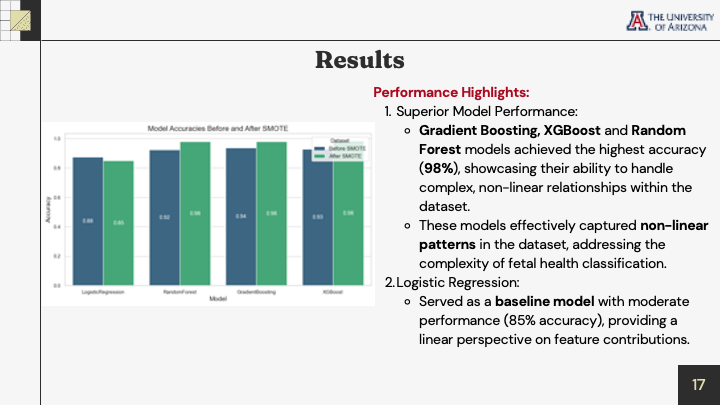 THE UNIVERSITY
OF ARIZONA
Results
Performance Highlights:
1. Superior Model Performance:
Gradient Boosting, XGBoost and Random
Forest models achieved the highest accuracy
(98%), showcasing their ability to handle
complex, non-linear relationships within the
dataset.
These models effectively captured non-linear
patterns in the dataset, addressing the
complexity of fetal health classification.
2. Logistic Regression:
Served as a baseline model with moderate
performance (85% accuracy), providing a
linear perspective on feature contributions.
Model Accuracies Before and After SMOTE
Dataset
Before SMOTE
After SMOTE
Accuracy
1.0
0.8
0.6
0.4
0.2
0.0
0.85
0.92
0.98
0.94
0.98
0.93
0.98
LogisticRegression
RandomForest
GradientBoosting
XGBoost
Model
17